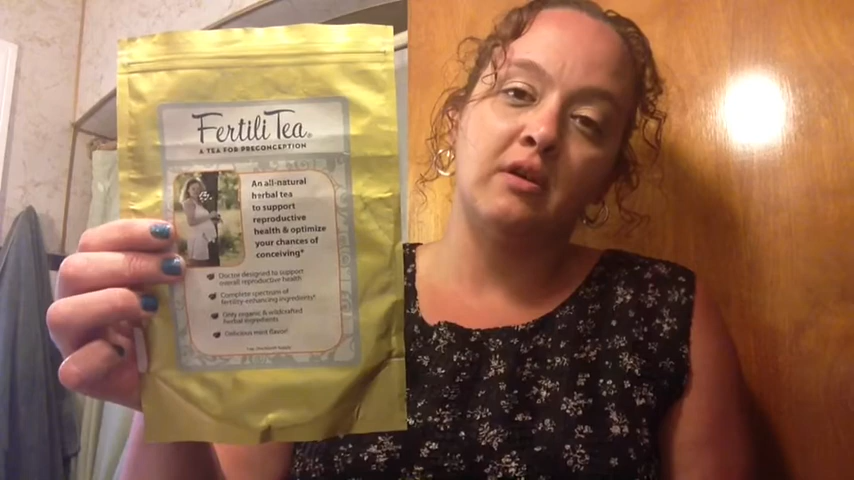 FertiliTea®
A TEA FOR PRECONCEPTION
An all-natural
herbal tea
to support
reproductive
health & optimize
your chances of
conceiving*
Doctor designed to support
overall reproductive health
Complete spectrum of
fertility-enhancing ingredients*
Only organic & wildcrafted
herbal ingredients
Delicious mint flavor!